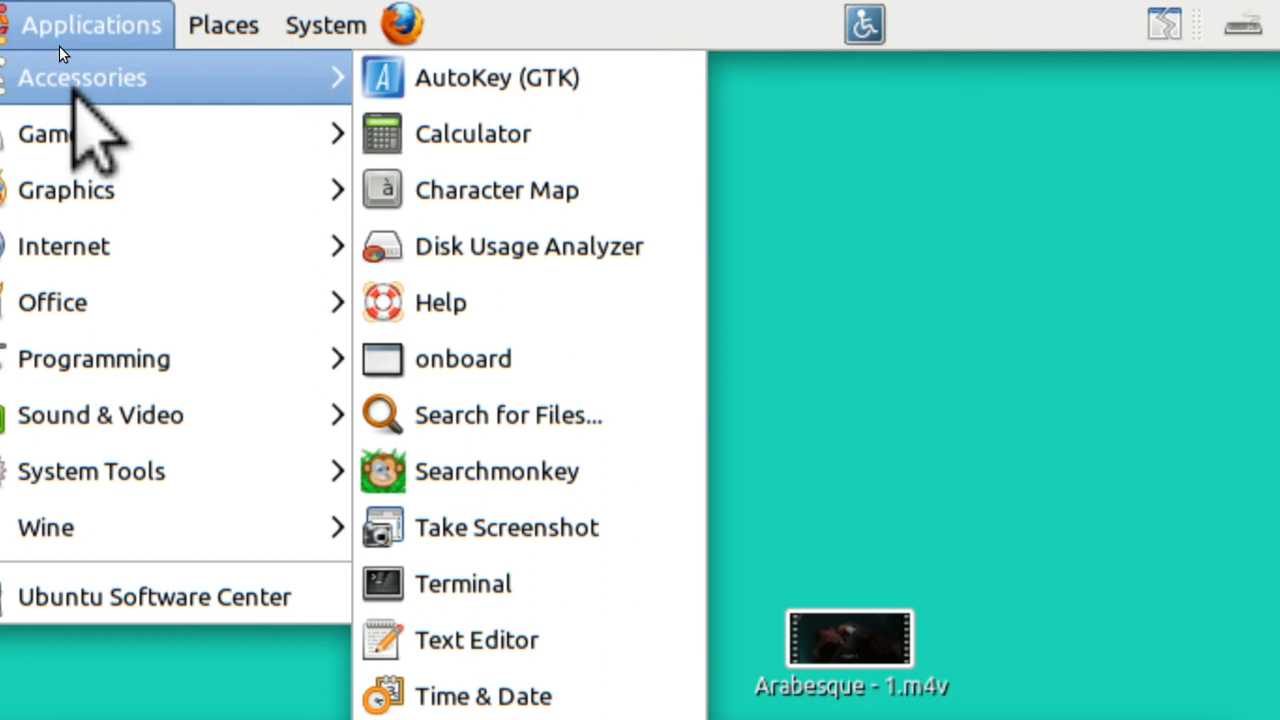 Applications Places System
Accessories
Games
Graphics
Internet
Office
Programming
Sound & Video
System Tools
Wine
Ubuntu Software Center
AutoKey (GTK)
Calculator
Character Map
Disk Usage Analyzer
Help
onboard
Search for Files...
Searchmonkey
Take Screenshot
Terminal
Text Editor
Time & Date
Arabesque - 1.m4v